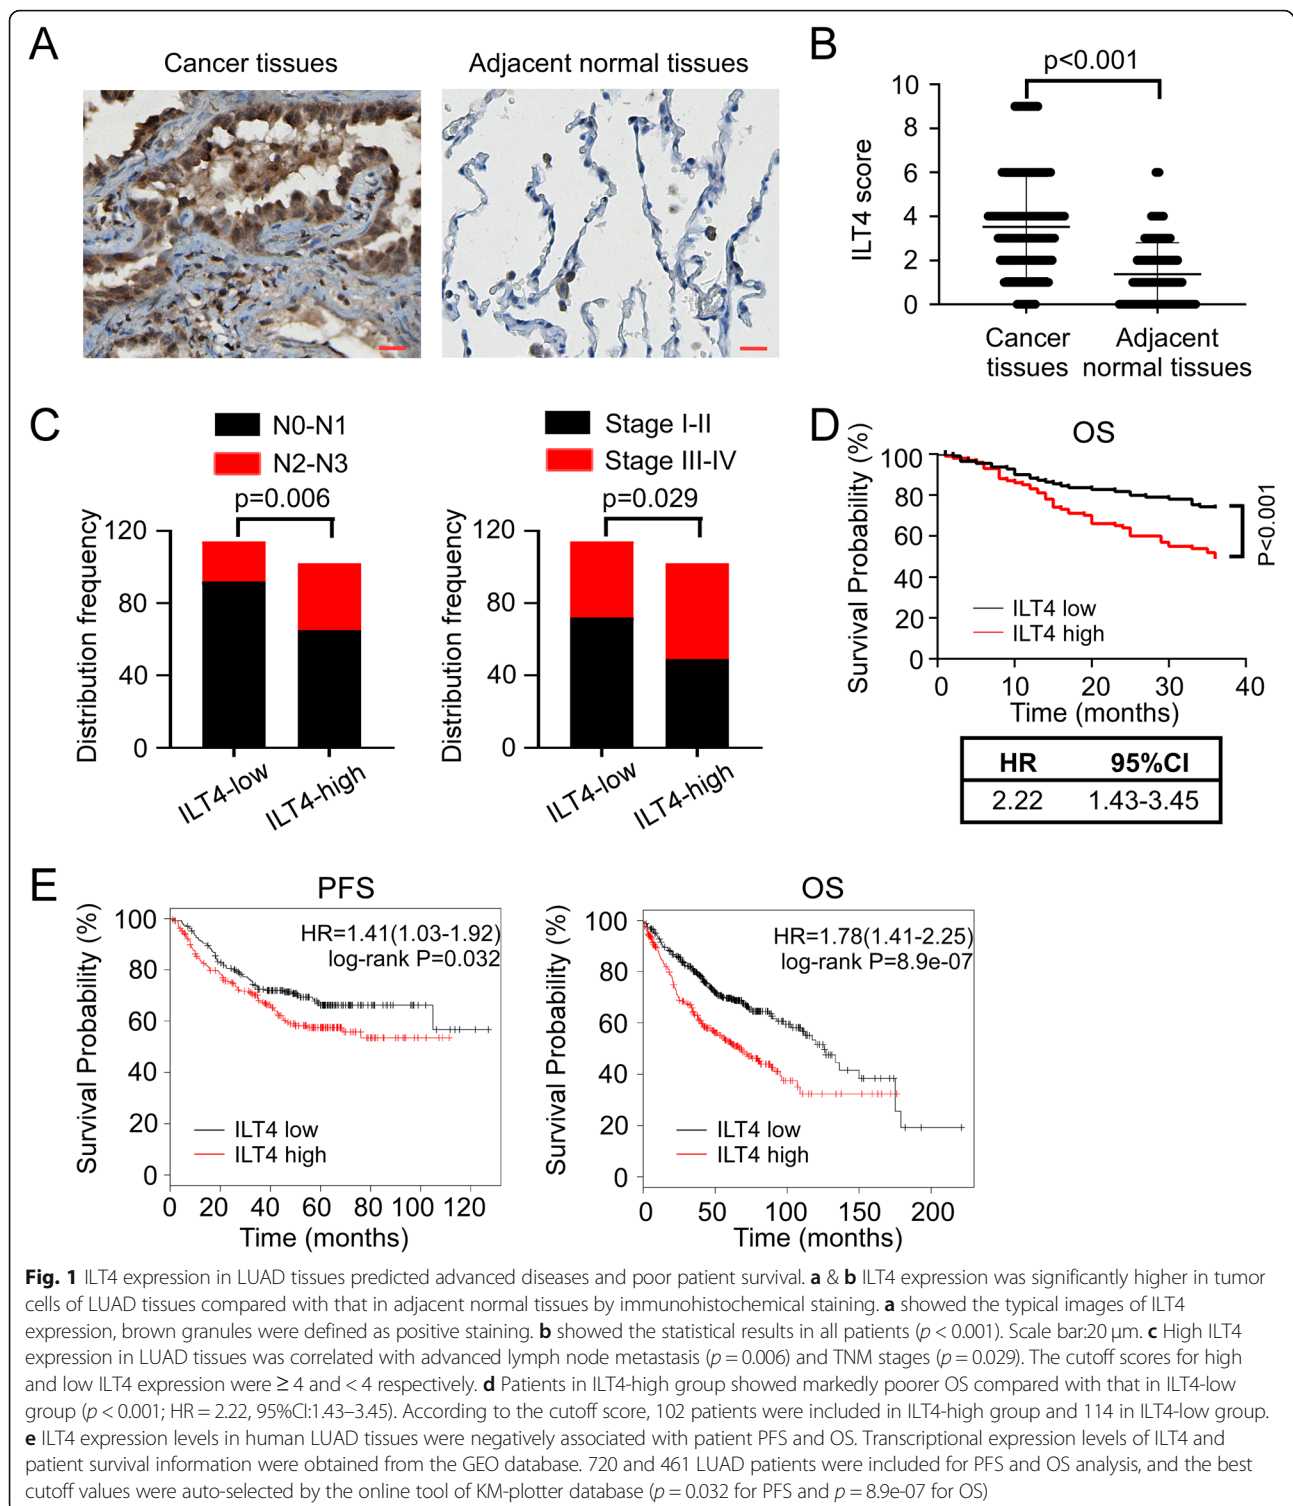 A
Cancer tissues
Adjacent normal tissues
B
p<0.001
ILT4 score
10
8
6
4
2
0
Cancer tissues
Adjacent normal tissues
C
N0-N1
N2-N3
p=0.006
Distribution frequency
120
80
40
0
ILT4-low
ILT4-high
Stage I-II
Stage III-IV
p=0.029
Distribution frequency
120
80
40
0
ILT4-low
ILT4-high
D
OS
Survival Probability (%)
100
80
60
40
20
0
P<0.001
ILT4 low
ILT4 high
0 10 20 30 40
Time (months)
HR 95%CI
2.22 1.43-3.45
E
PFS
Survival Probability (%)
100
80
60
40
20
0
HR=1.41(1.03-1.92)
log-rank P=0.032
ILT4 low
ILT4 high
0 20 40 60 80 100 120
Time (months)
OS
Survival Probability (%)
100
80
60
40
20
0
HR=1.78(1.41-2.25)
log-rank P=8.9e-07
ILT4 low
ILT4 high
0 50 100 150 200
Time (months)
Fig. 1 ILT4 expression in LUAD tissues predicted advanced diseases and poor patient survival. a & b ILT4 expression was significantly higher in tumor
cells of LUAD tissues compared with that in adjacent normal tissues by immunohistochemical staining. a showed the typical images of ILT4
expression, brown granules were defined as positive staining. b showed the statistical results in all patients (p < 0.001). Scale bar:20 μm. c High ILT4
expression in LUAD tissues was correlated with advanced lymph node metastasis (p = 0.006) and TNM stages (p = 0.029). The cutoff scores for high
and low ILT4 expression were ≥ 4 and < 4 respectively. d Patients in ILT4-high group showed markedly poorer OS compared with that in ILT4-low
group (p < 0.001; HR = 2.22, 95%CI:1.43–3.45). According to the cutoff score, 102 patients were included in ILT4-high group and 114 in ILT4-low group.
e ILT4 expression levels in human LUAD tissues were negatively associated with patient PFS and OS. Transcriptional expression levels of ILT4 and
patient survival information were obtained from the GEO database. 720 and 461 LUAD patients were included for PFS and OS analysis, and the best
cutoff values were auto-selected by the online tool of KM-plotter database (p = 0.032 for PFS and p = 8.9e-07 for OS)